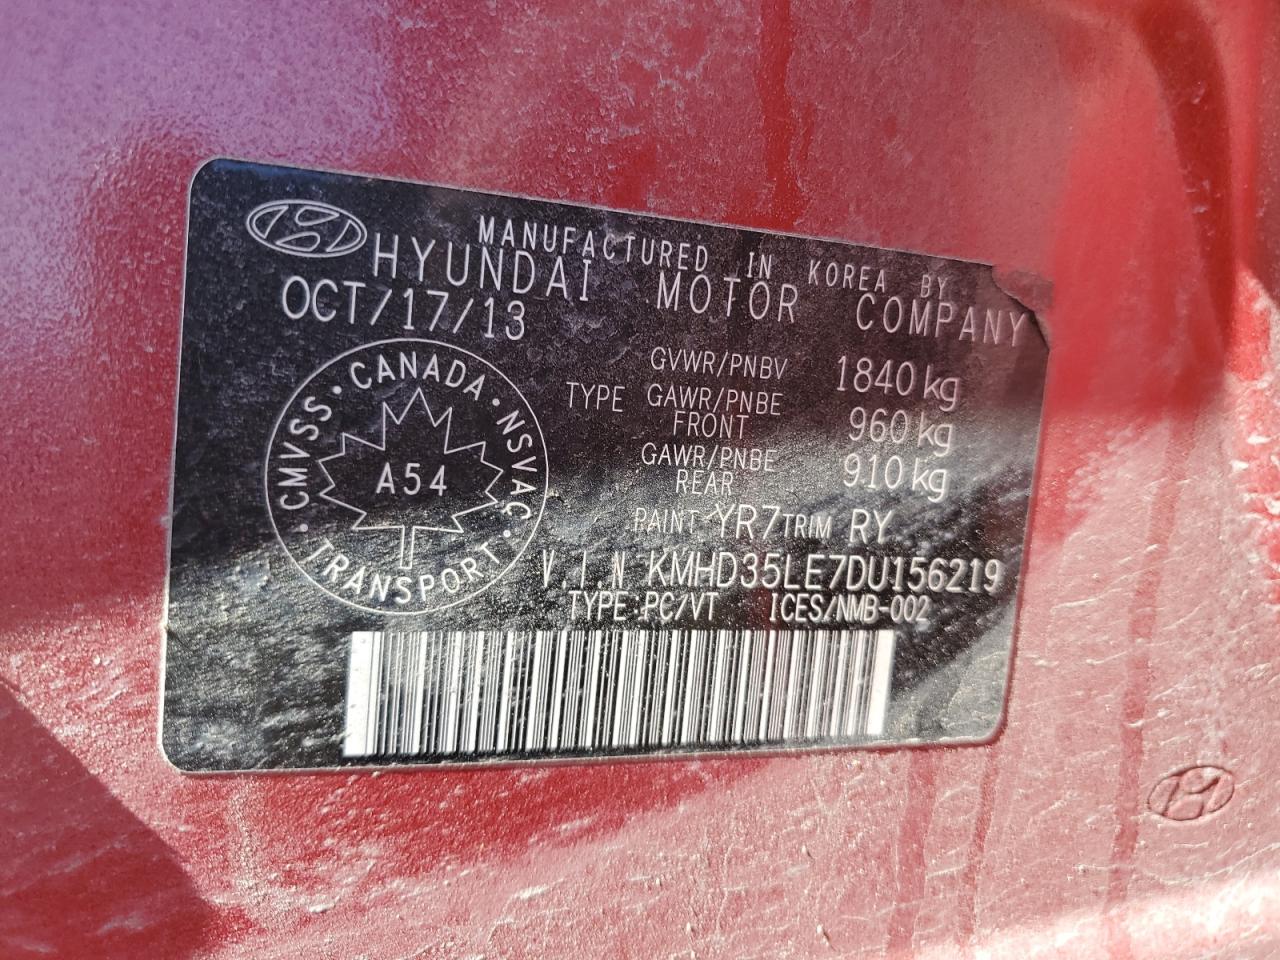 MANUFACTURED IN KOREA BY
HYUNDAI MOTOR COMPANY
OCT/17/13
GVWR/PNBV 1840 kg
TYPE GAWR/PNBE FRONT 960 kg
GAWR/PNBE REAR 910 kg
PAINT YR7 TRIM RY
V.I.N KMHD35LE7DU156219
TYPE:PC/VT ICES/NMB-002
CMVSS · CANADA · NSVAC · TRANSPORT ·
A54